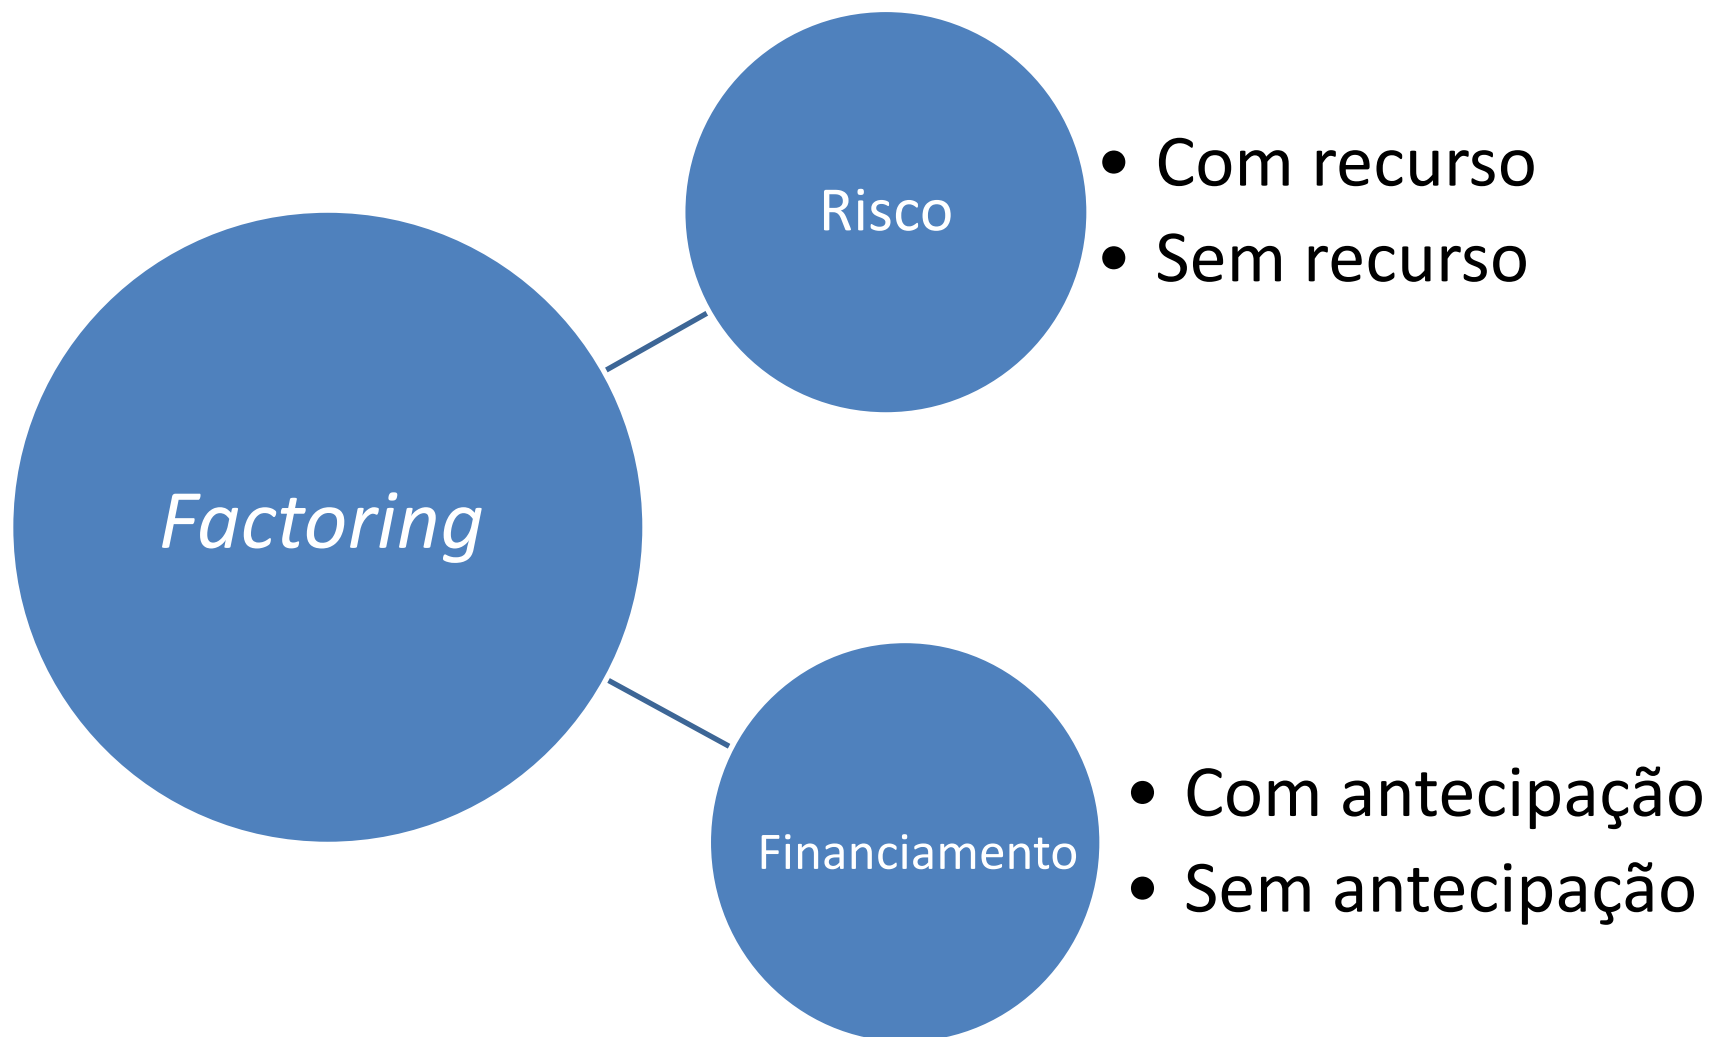 Factoring
Risco
• Com recurso
• Sem recurso
Financiamento
• Com antecipação
• Sem antecipação